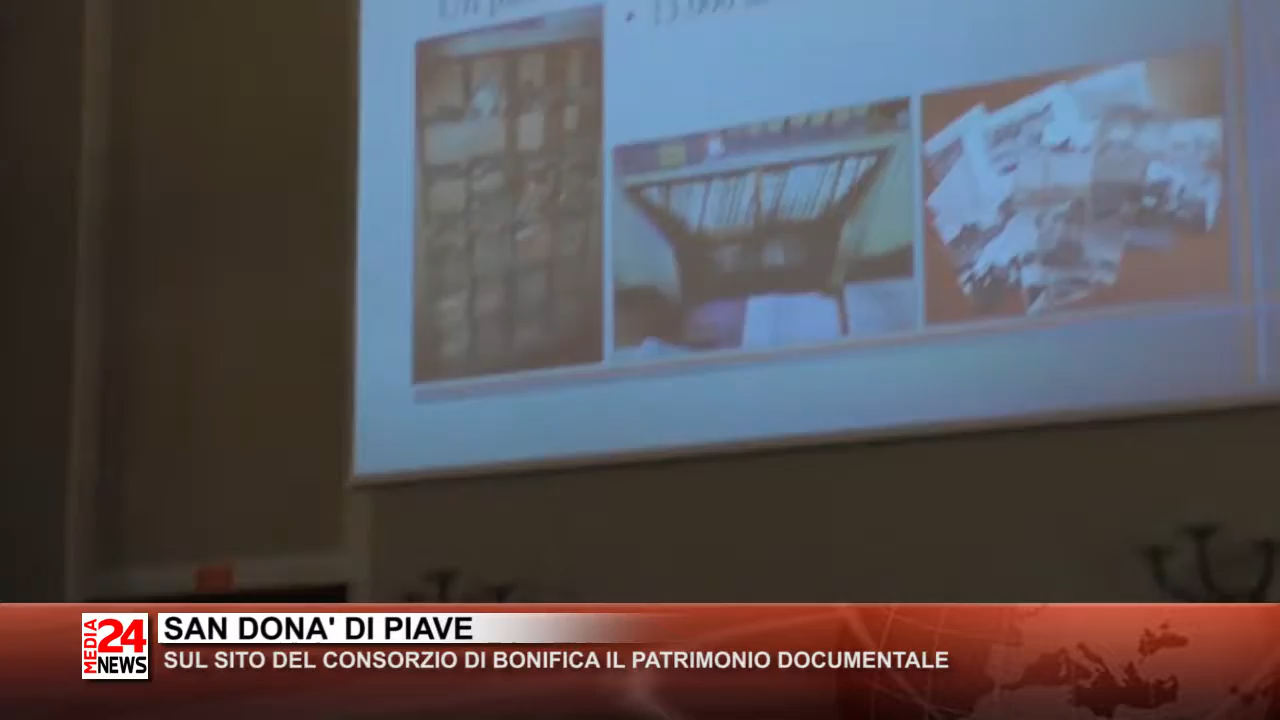 SAN DONA' DI PIAVE
SUL SITO DEL CONSORZIO DI BONIFICA IL PATRIMONIO DOCUMENTALE
MEDIA
24
NEWS